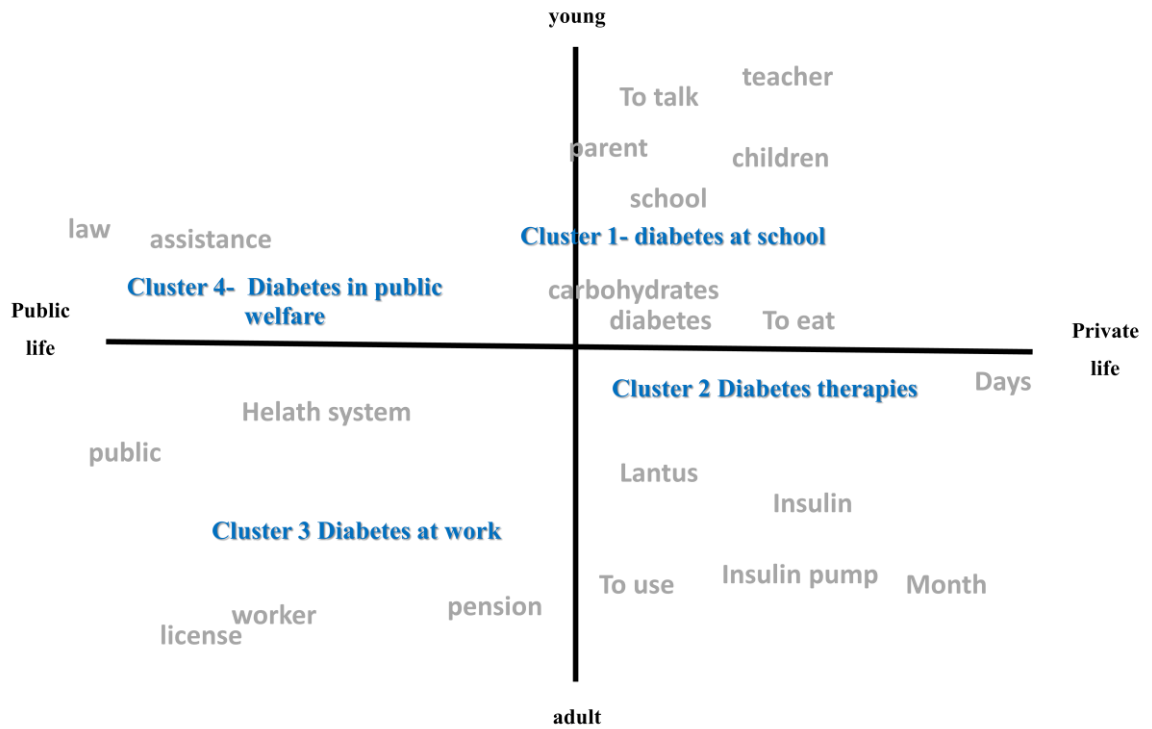 young
teacher
To talk
parent
children
school
law
assistance
Cluster 1- diabetes at school
Cluster 4-  Diabetes in public
welfare
carbohydrates
diabetes
To eat
Public
life
Private
life
Days
Cluster 2 Diabetes therapies
Helath system
public
Lantus
Insulin
Cluster 3 Diabetes at work
Insulin pump
To use
Month
pension
worker
license
adult